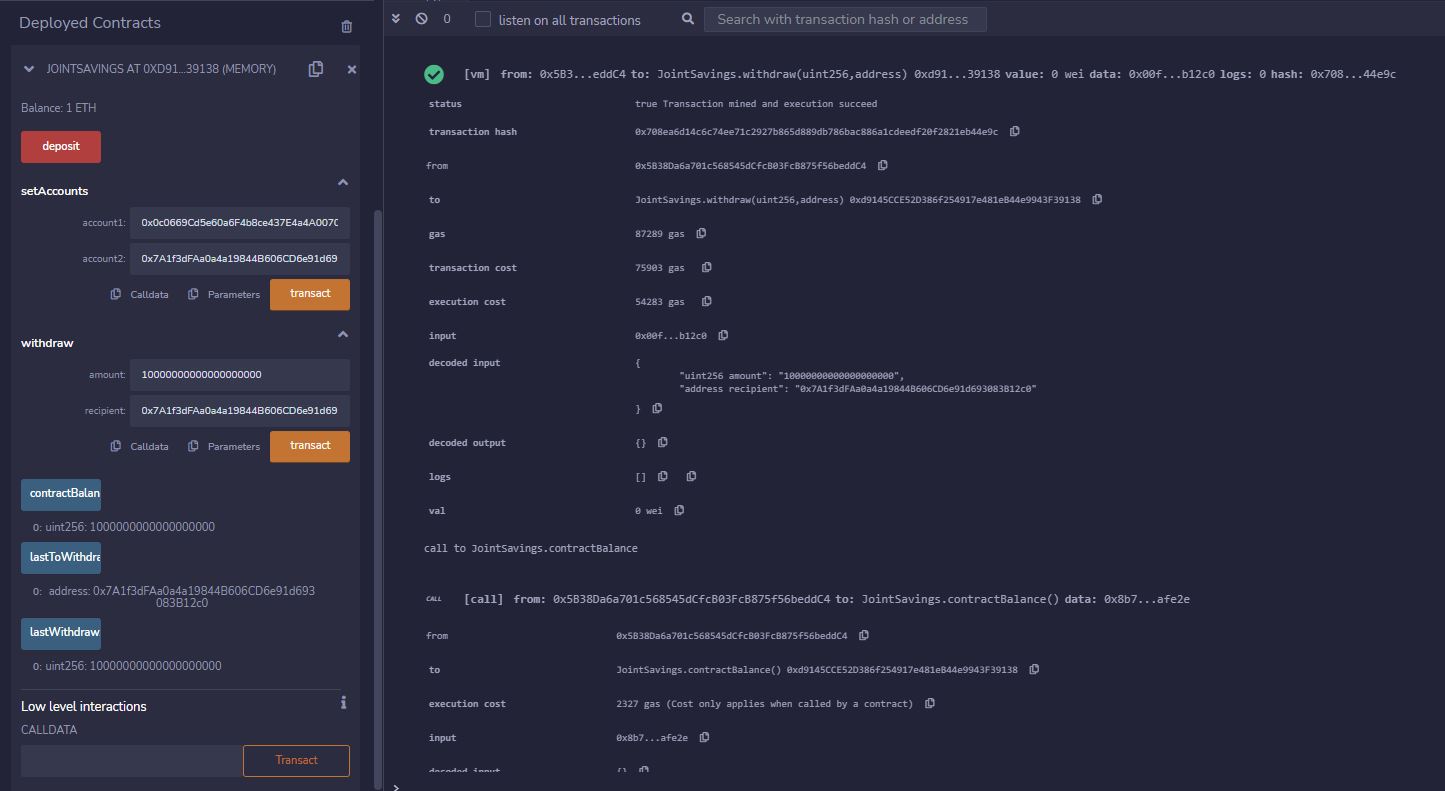 Deployed Contracts
JOINTSAVINGS AT 0XD91...39138 (MEMORY)
Balance: 1 ETH
deposit
setAccounts
account1: 0x0c0669Cd5e60a6F4b8ce437E4a4A007C
account2: 0x7A1f3dFAa0a4a19844B606CD6e91d69
Calldata Parameters transact
withdraw
amount: 10000000000000000000
recipient: 0x7A1f3dFAa0a4a19844B606CD6e91d69
Calldata Parameters transact
contractBalan
0: uint256: 1000000000000000000
lastToWithdra
0: address: 0x7A1f3dFAa0a4a19844B606CD6e91d693
083B12c0
lastWithdraw
0: uint256: 10000000000000000000
Low level interactions
CALLDATA
Transact
0 listen on all transactions Search with transaction hash or address
[vm] from: 0x5B3...eddC4 to: JointSavings.withdraw(uint256,address) 0xd91...39138 value: 0 wei data: 0x00f...b12c0 logs: 0 hash: 0x708...44e9c
status true Transaction mined and execution succeed
transaction hash 0x708ea6d14c6c74ee71c2927b865d889db786bac886a1cdeedf20f2821eb44e9c
from 0x5B38Da6a701c568545dCfcB03FcB875f56beddC4
to JointSavings.withdraw(uint256,address) 0xd9145CCE52D386f254917e481eB44e9943F39138
gas 87289 gas
transaction cost 75903 gas
execution cost 54283 gas
input 0x00f...b12c0
decoded input {
"uint256 amount": "10000000000000000000",
"address recipient": "0x7A1f3dFAa0a4a19844B606CD6e91d693083B12c0"
}
decoded output {}
logs []
val 0 wei
call to JointSavings.contractBalance
CALL [call] from: 0x5B38Da6a701c568545dCfcB03FcB875f56beddC4 to: JointSavings.contractBalance() data: 0x8b7...afe2e
from 0x5B38Da6a701c568545dCfcB03FcB875f56beddC4
to JointSavings.contractBalance() 0xd9145CCE52D386f254917e481eB44e9943F39138
execution cost 2327 gas (Cost only applies when called by a contract)
input 0x8b7...afe2e
decoded input {}
>